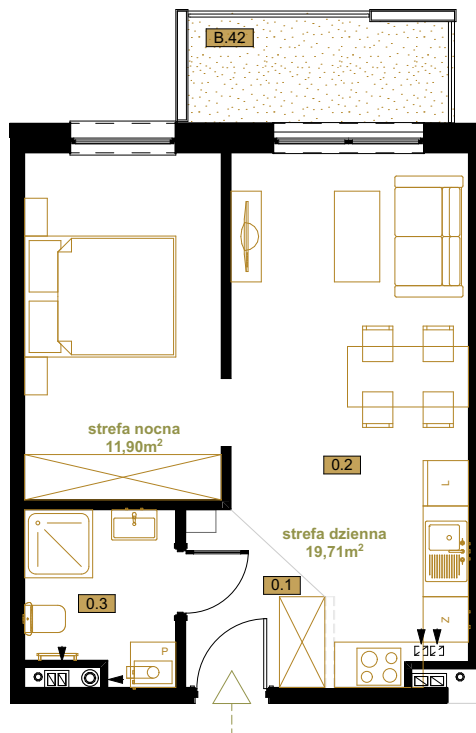 B.42
strefa nocna
11,90m²
0.2
L
strefa dzienna
19,71m²
0.1
0.3
Z
P